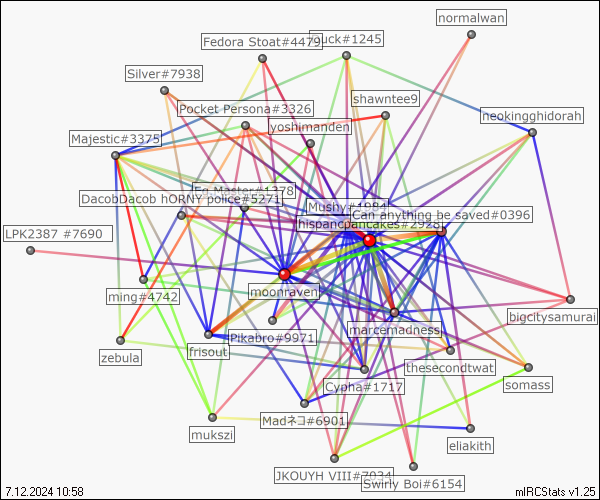 normalwan
Fedora Stoat#4479
uck#1245
Silver#7938
shawntee9
Pocket Persona#3326
neokingghidorah
yoshimanden
Majestic#3375
Eg Master#1378
DacobDacob hORNY police#5271
Mushy#1984
Can anything be saved#0396
hispancpancakes#2928
LPK2387 #7690
moonraven
ming#4742
bigcitysamurai
marcemadness
Pikabro#9971
frisout
zebula
thesecondtwat
Cypha#1717
somass
Madネコ#6901
mukszi
eliakith
JKOUYH VIII#7034
Swirly Boi#6154
7.12.2024 10:58
mIRCStats v1.25